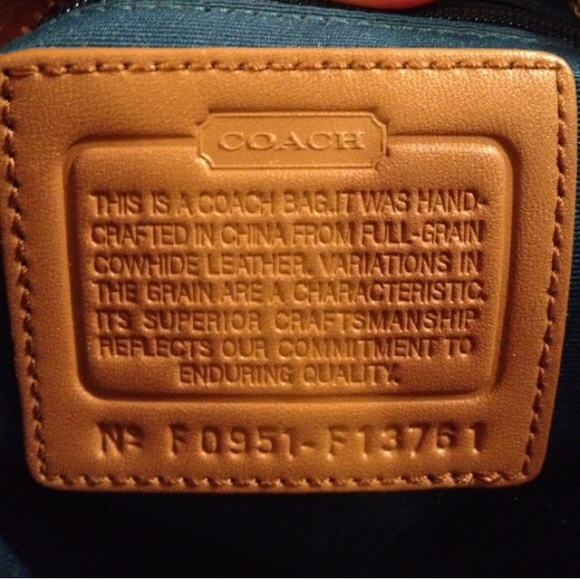 COACH
THIS IS A COACH BAG.IT WAS HAND-
CRAFTED IN CHINA FROM FULL-GRAIN
COWHIDE LEATHER. VARIATIONS IN
THE GRAIN ARE A CHARACTERISTIC.
ITS SUPERIOR CRAFTSMANSHIP
REFLECTS OUR COMMITMENT TO
ENDURING QUALITY.
Nº F0951-F13761